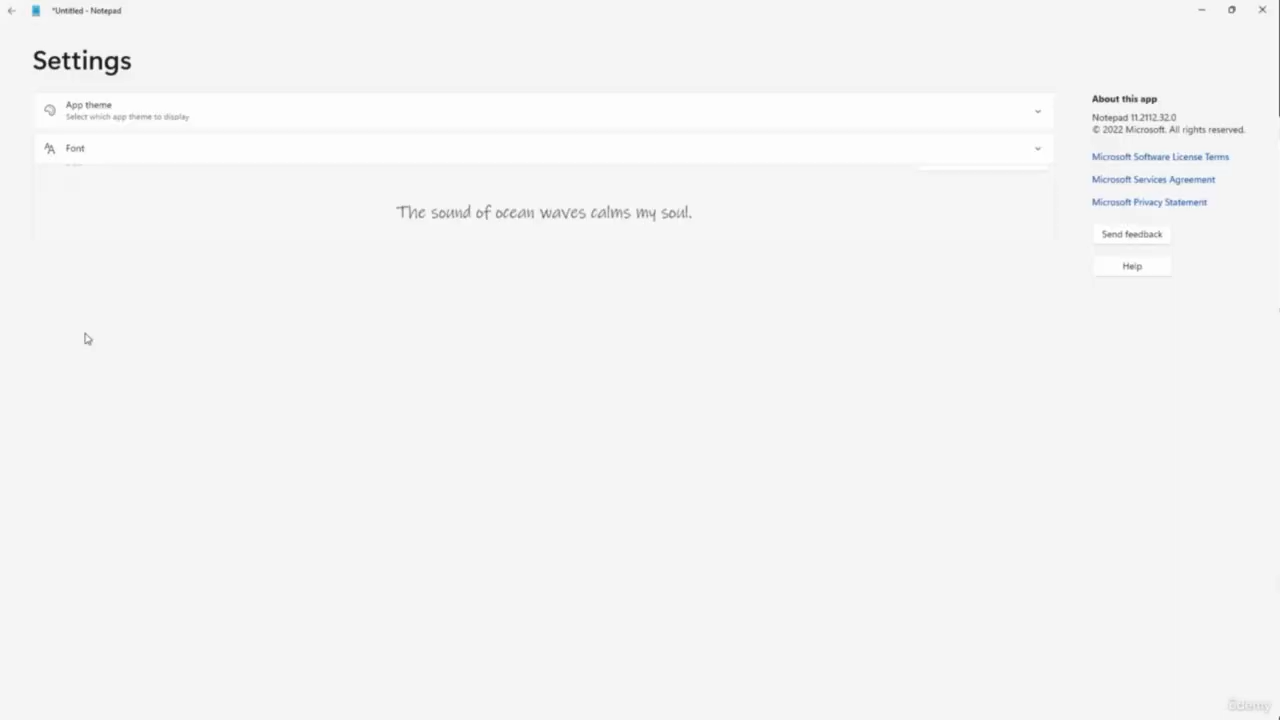 *Untitled - Notepad
Settings
App theme
Select which app theme to display
Font
The sound of ocean waves calms my soul.
About this app
Notepad 11.2112.32.0
© 2022 Microsoft. All rights reserved.
Microsoft Software License Terms
Microsoft Services Agreement
Microsoft Privacy Statement
Send feedback
Help